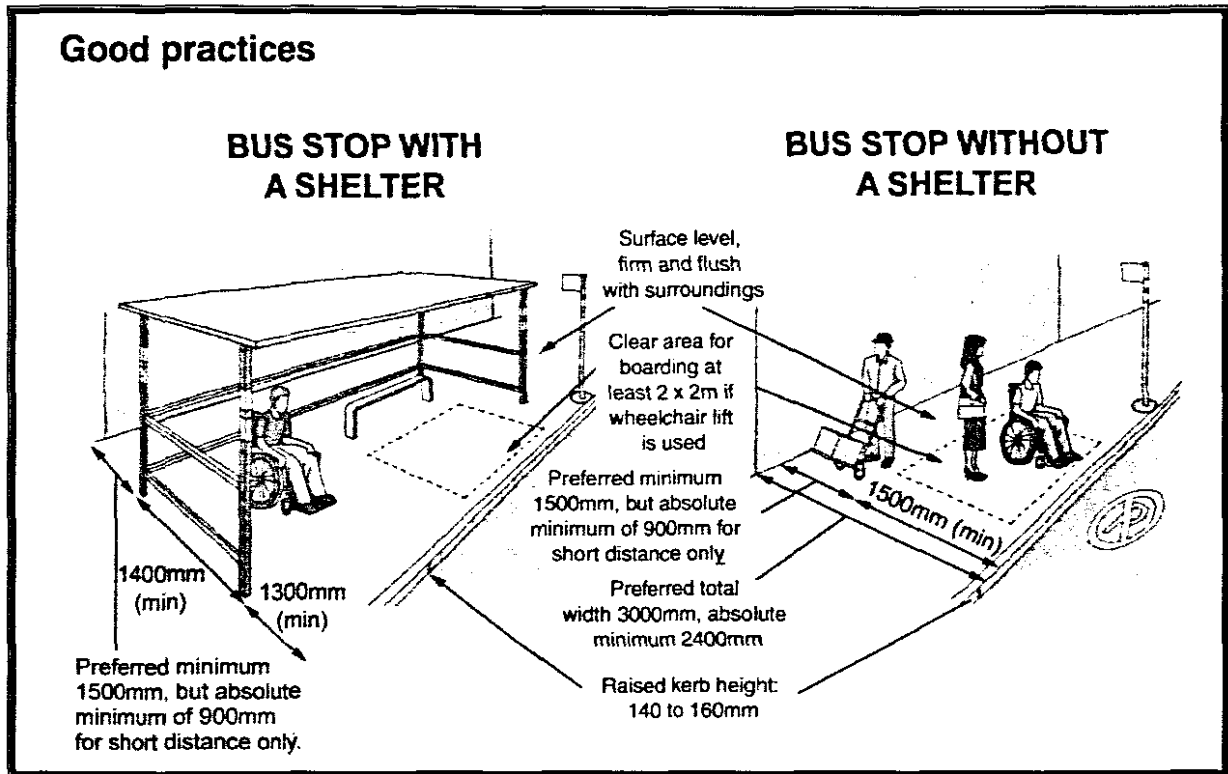 Good practices
BUS STOP WITH
A SHELTER
BUS STOP WITHOUT
A SHELTER
Surface level,
firm and flush
with surroundings
Clear area for
boarding at
least 2 x 2m if
wheelchair lift
is used
Preferred minimum
1500mm, but absolute
minimum of 900mm for
short distance only
1500mm (min)
Preferred total
width 3000mm, absolute
minimum 2400mm
Raised kerb height:
140 to 160mm
1400mm
(min)
1300mm
(min)
Preferred minimum
1500mm, but absolute
minimum of 900mm
for short distance only.